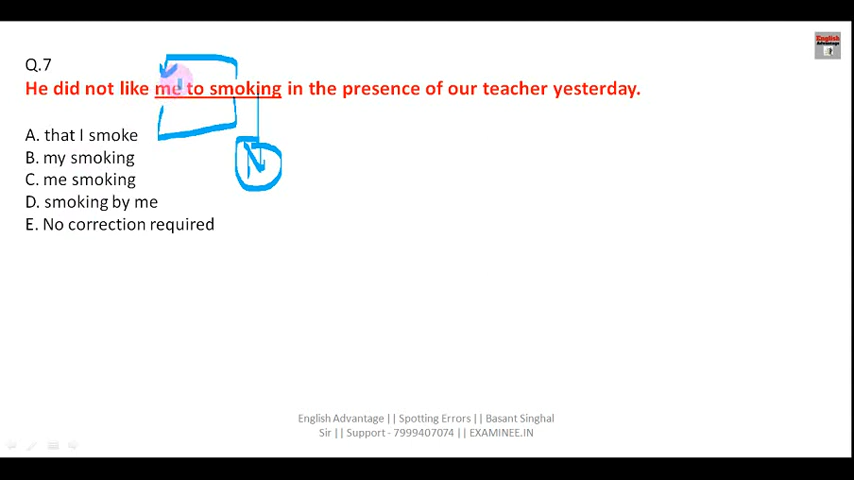 English
Advantage
Q.7
He did not like me to smoking in the presence of our teacher yesterday.
N
A. that I smoke
B. my smoking
C. me smoking
D. smoking by me
E. No correction required
English Advantage || Spotting Errors || Basant Singhal
Sir || Support - 7999407074 || EXAMINEE.IN